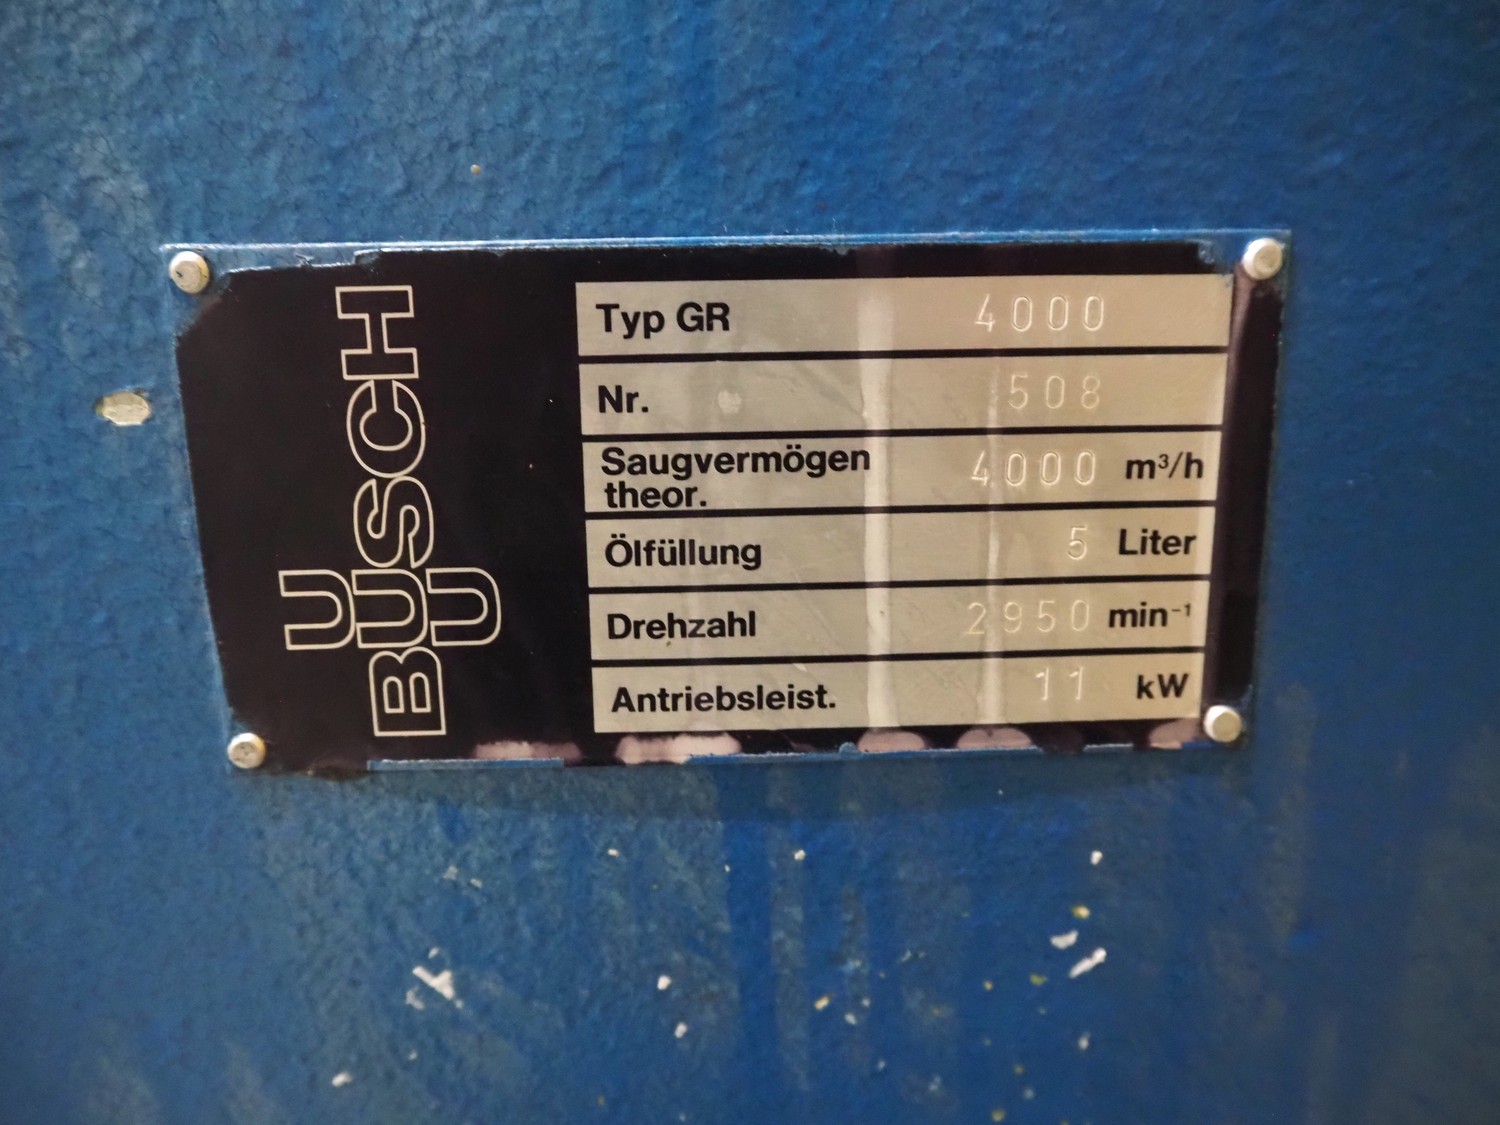 BUSCH
U
U
Typ GR 4000
Nr. 508
Saugvermögen 4000 m³/h
theor.
Ölfüllung 5 Liter
Drehzahl 2950 min⁻¹
Antriebsleist. 11 kW